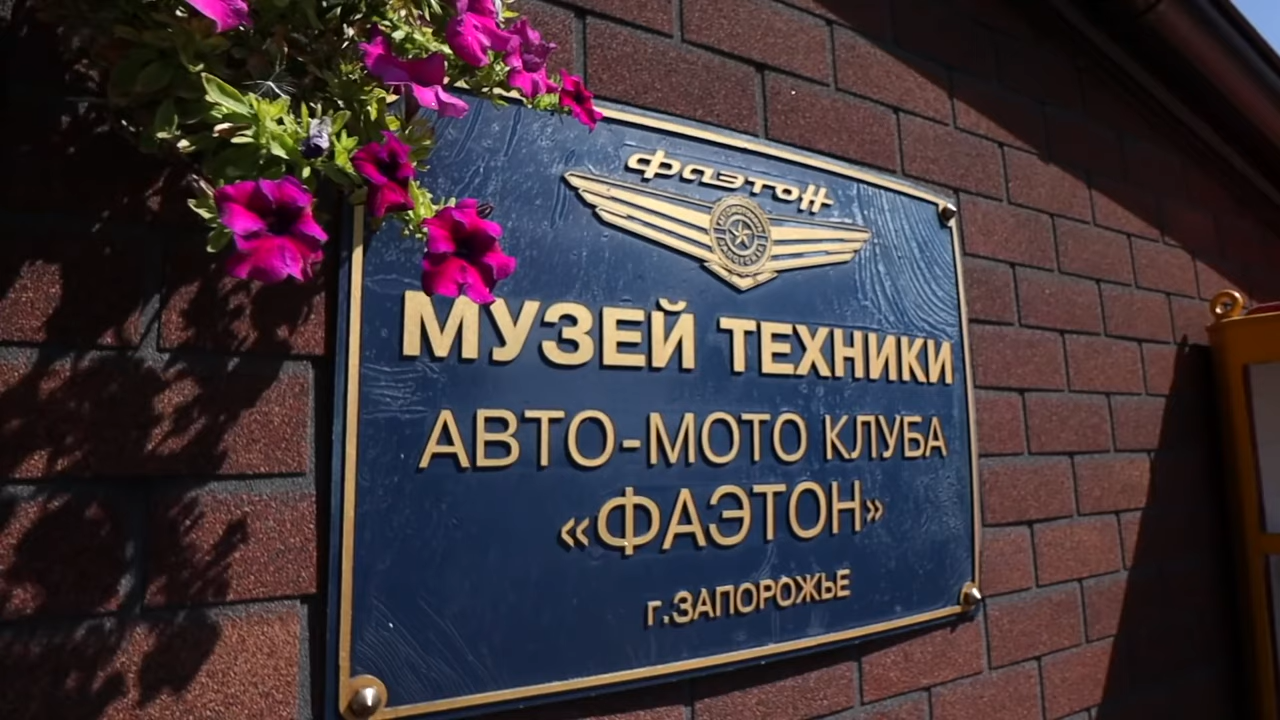 фаэтон
МУЗЕЙ ТЕХНИКИ
АВТО-МОТО КЛУБА
«ФАЭТОН»
г.ЗАПОРОЖЬЕ